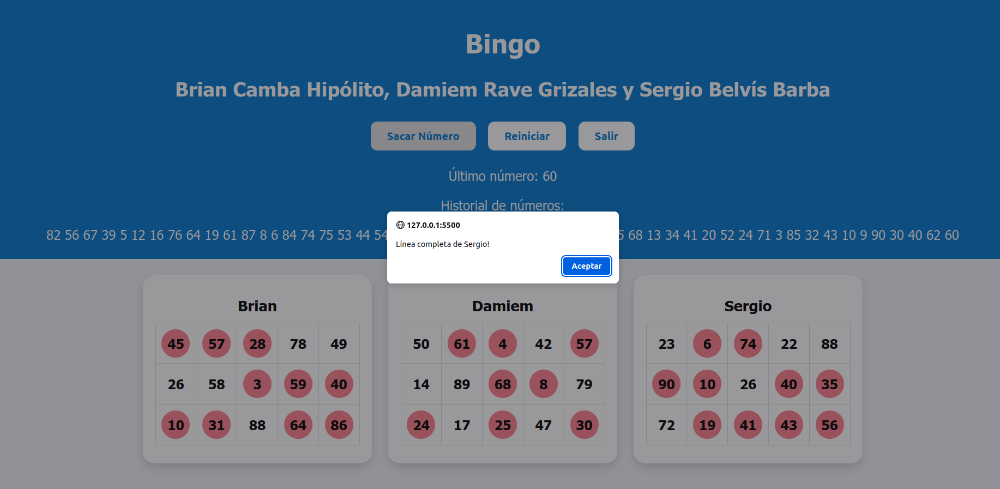 Bingo
Brian Camba Hipólito, Damiem Rave Grizales y Sergio Belvís Barba
Sacar Número Reiniciar Salir
Último número: 60
Historial de números:
82 56 67 39 5 12 16 76 64 19 61 87 8 6 84 74 75 53 44 54 68 13 34 41 20 52 24 71 3 85 32 43 10 9 90 30 40 62 60
127.0.0.1:5500
Línea completa de Sergio!
Aceptar
Brian
45 57 28 78 49
26 58 3 59 40
10 31 88 64 86
Damiem
50 61 4 42 57
14 89 68 8 79
24 17 25 47 30
Sergio
23 6 74 22 88
90 10 26 40 35
72 19 41 43 56